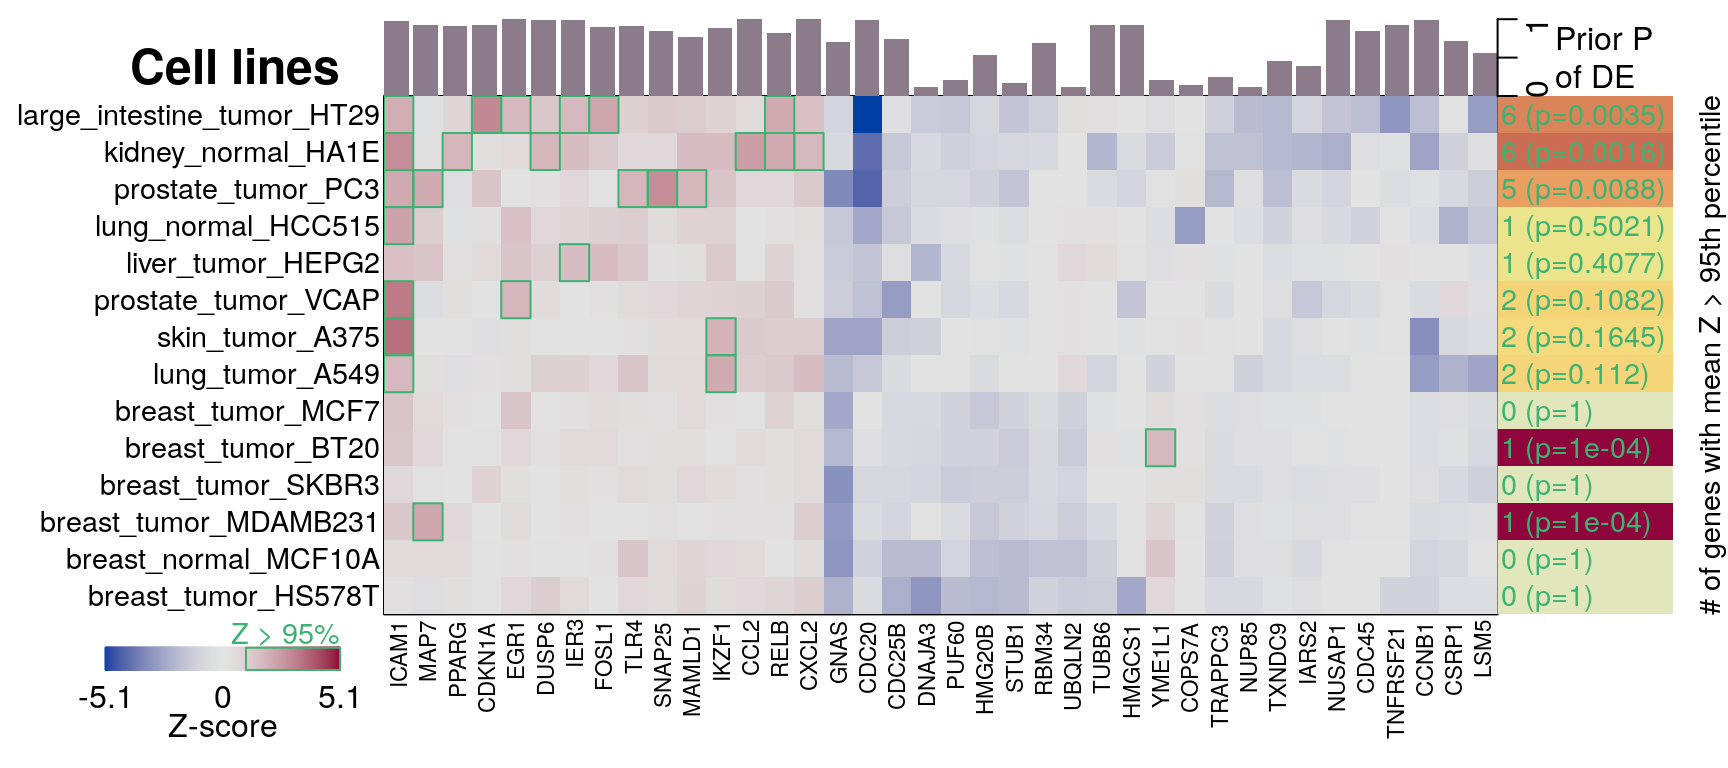 Cell lines
1
0
Prior P
of DE
large_intestine_tumor_HT29
6 (p=0.0035)
kidney_normal_HA1E
6 (p=0.0016)
prostate_tumor_PC3
5 (p=0.0088)
lung_normal_HCC515
1 (p=0.5021)
liver_tumor_HEPG2
1 (p=0.4077)
prostate_tumor_VCAP
2 (p=0.1082)
skin_tumor_A375
2 (p=0.1645)
lung_tumor_A549
2 (p=0.112)
breast_tumor_MCF7
0 (p=1)
breast_tumor_BT20
1 (p=1e-04)
breast_tumor_SKBR3
0 (p=1)
breast_tumor_MDAMB231
1 (p=1e-04)
breast_normal_MCF10A
0 (p=1)
breast_tumor_HS578T
0 (p=1)
# of genes with mean Z > 95th percentile
Z > 95%
-5.1
0
5.1
Z-score
ICAM1
MAP7
PPARG
CDKN1A
EGR1
DUSP6
IER3
FOSL1
TLR4
SNAP25
MAMLD1
IKZF1
CCL2
RELB
CXCL2
GNAS
CDC20
CDC25B
DNAJA3
PUF60
HMG20B
STUB1
RBM34
UBQLN2
TUBB6
HMGCS1
YME1L1
COPS7A
TRAPPC3
NUP85
TXNDC9
IARS2
NUSAP1
CDC45
TNFRSF21
CCNB1
CSRP1
LSM5